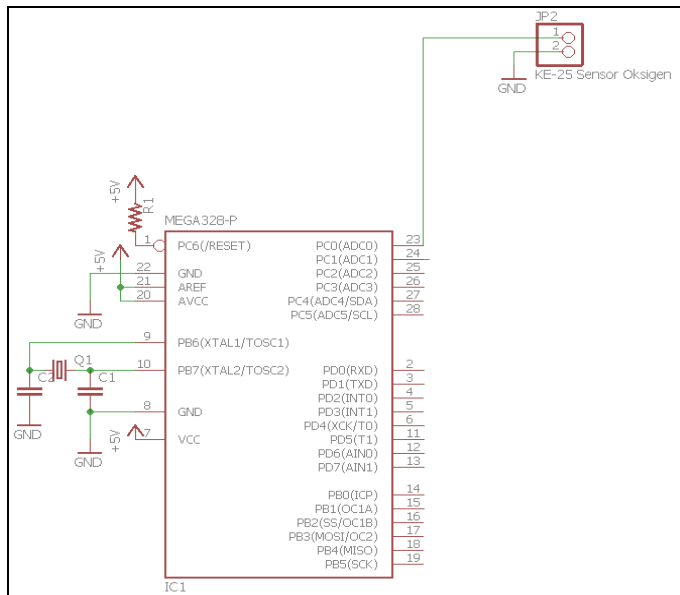 JP2
1
2
KE-25 Sensor Oksigen
GND
+5V
R1
MEGA328-P
1 PC6(/RESET)
+5V
22 GND
21 AREF
20 AVCC
GND
9 PB6(XTAL1/TOSC1)
Q1
10 PB7(XTAL2/TOSC2)
C2
C1
8 GND
GND
+5V
7 VCC
GND
PC0(ADC0) 23
PC1(ADC1) 24
PC2(ADC2) 25
PC3(ADC3) 26
PC4(ADC4/SDA) 27
PC5(ADC5/SCL) 28
PD0(RXD) 2
PD1(TXD) 3
PD2(INT0) 4
PD3(INT1) 5
PD4(XCK/T0) 6
PD5(T1) 11
PD6(AIN0) 12
PD7(AIN1) 13
PB0(ICP) 14
PB1(OC1A) 15
PB2(SS/OC1B) 16
PB3(MOSI/OC2) 17
PB4(MISO) 18
PB5(SCK) 19
IC1